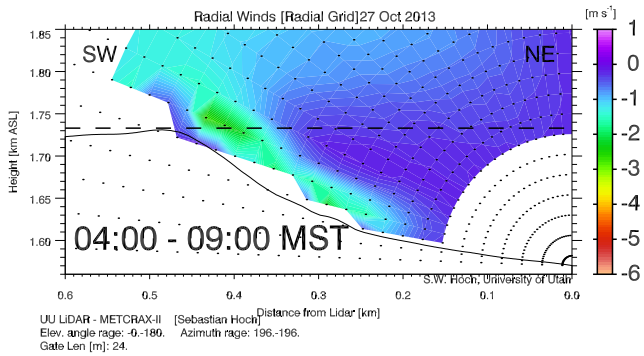 Radial Winds [Radial Grid]27 Oct 2013
[m s⁻¹]
SW
NE
1.85
1.80
1.75
1.70
1.65
1.60
Height [km ASL]
1
0
-1
-2
-3
-4
-5
-6
04:00 - 09:00 MST
S.W. Hoch, University of Utah
0.6 0.5 0.4 0.3 0.2 0.1 0.0
Distance from Lidar [km]
UU LiDAR - METCRAX-II [Sebastian Hoch]
Elev. angle rage: -0.-180. Azimuth rage: 196.-196.
Gate Len [m]: 24.